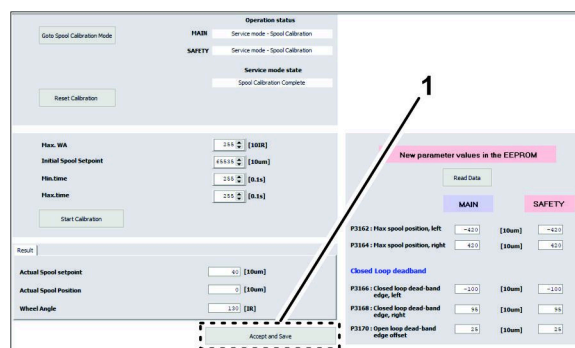 Operation status
Goto Spool Calibration Mode
MAIN Service mode - Spool Calibration
SAFETY Service mode - Spool Calibration
Service mode state
Spool Calibration Complete
Reset Calibration
1
Max. WA 255 [10IR]
Initial Spool Setpoint 65535 [10um]
Min.time 255 [0.1s]
Max.time 255 [0.1s]
Start Calibration
Result
Actual Spool setpoint 40 [10um]
Actual Spool Position 0 [10um]
Wheel Angle 130 [IR]
Accept and Save
New parameter values in the EEPROM
Read Data
MAIN SAFETY
P3162 : Max spool position, left -420 [10um] -420
P3164 : Max spool position, right 420 [10um] 420
Closed Loop deadband
P3166 : Closed loop dead-band edge, left -100 [10um] -100
P3168 : Closed loop dead-band edge, right 95 [10um] 95
P3170 : Open loop dead-band edge offset 25 [10um] 25